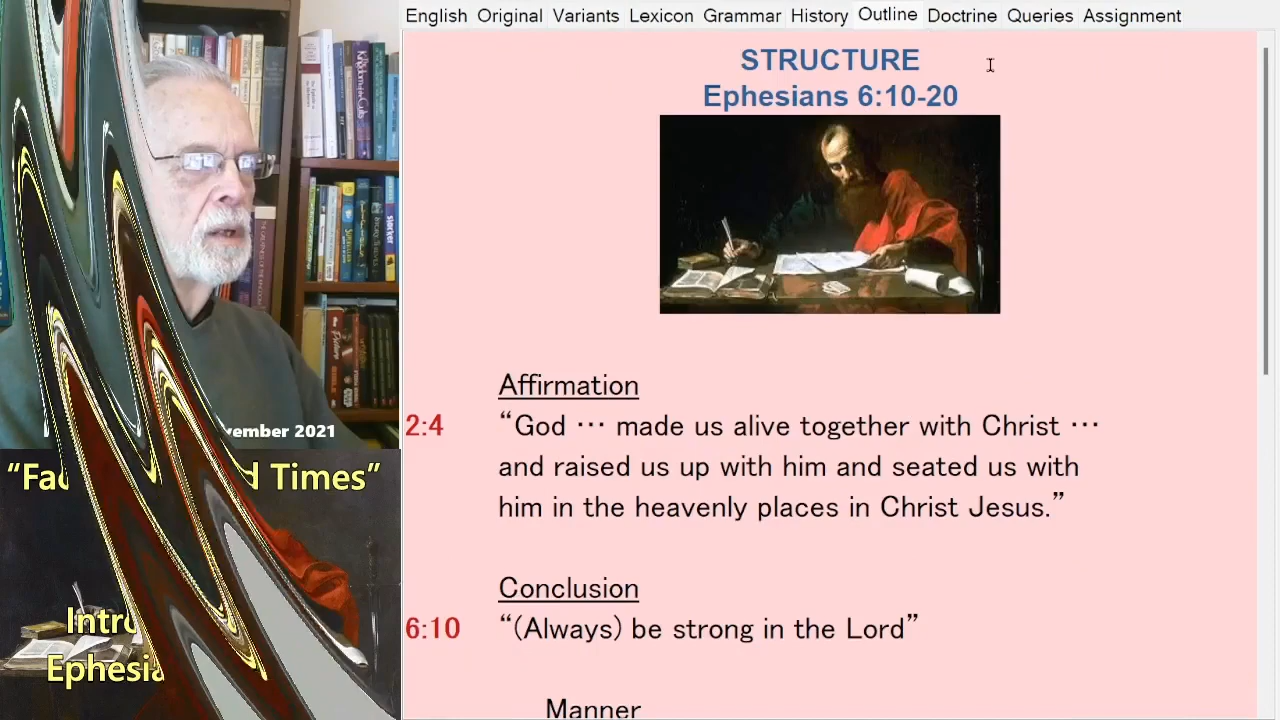 English Original Variants Lexicon Grammar History Outline Doctrine Queries Assignment
STRUCTURE
Ephesians 6:10-20
Affirmation
2:4 “God … made us alive together with Christ …
and raised us up with him and seated us with
him in the heavenly places in Christ Jesus.”
Conclusion
6:10 “(Always) be strong in the Lord”
Manner
2021
Times”